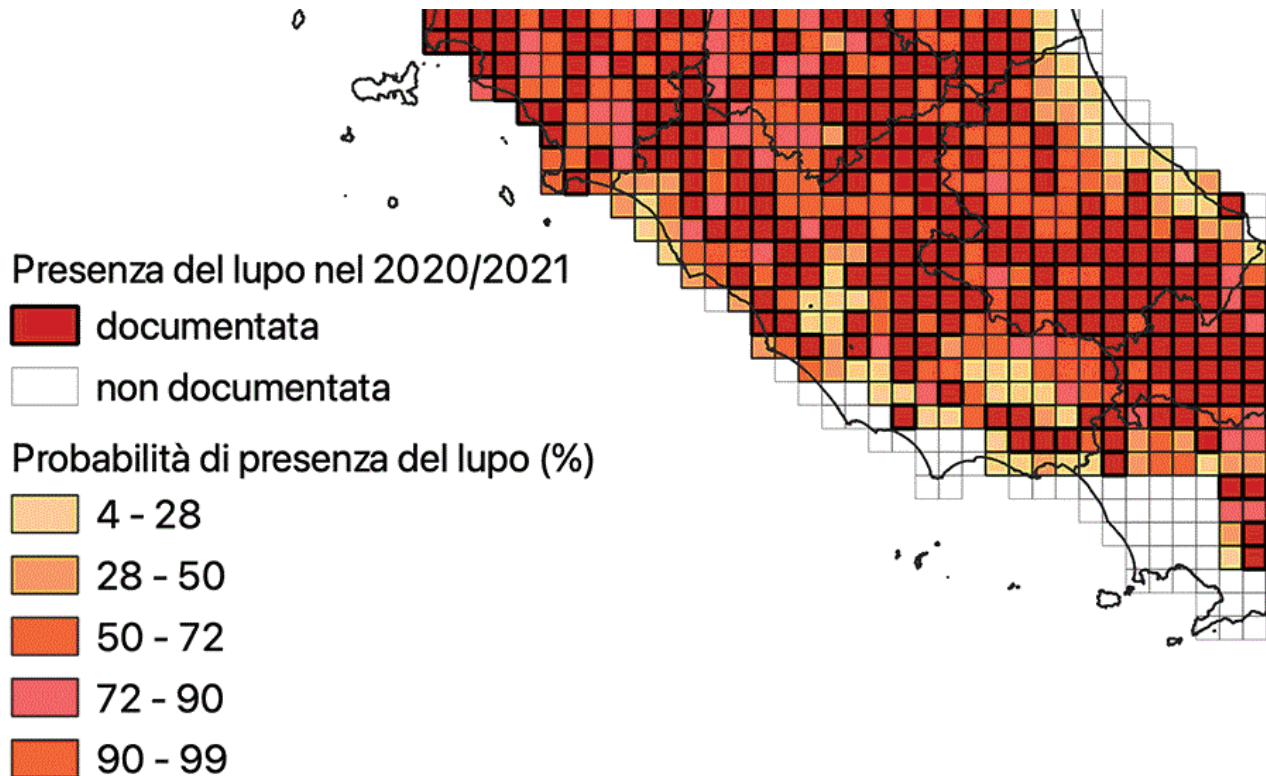 Presenza del lupo nel 2020/2021
documentata
non documentata
Probabilità di presenza del lupo (%)
4 - 28
28 - 50
50 - 72
72 - 90
90 - 99